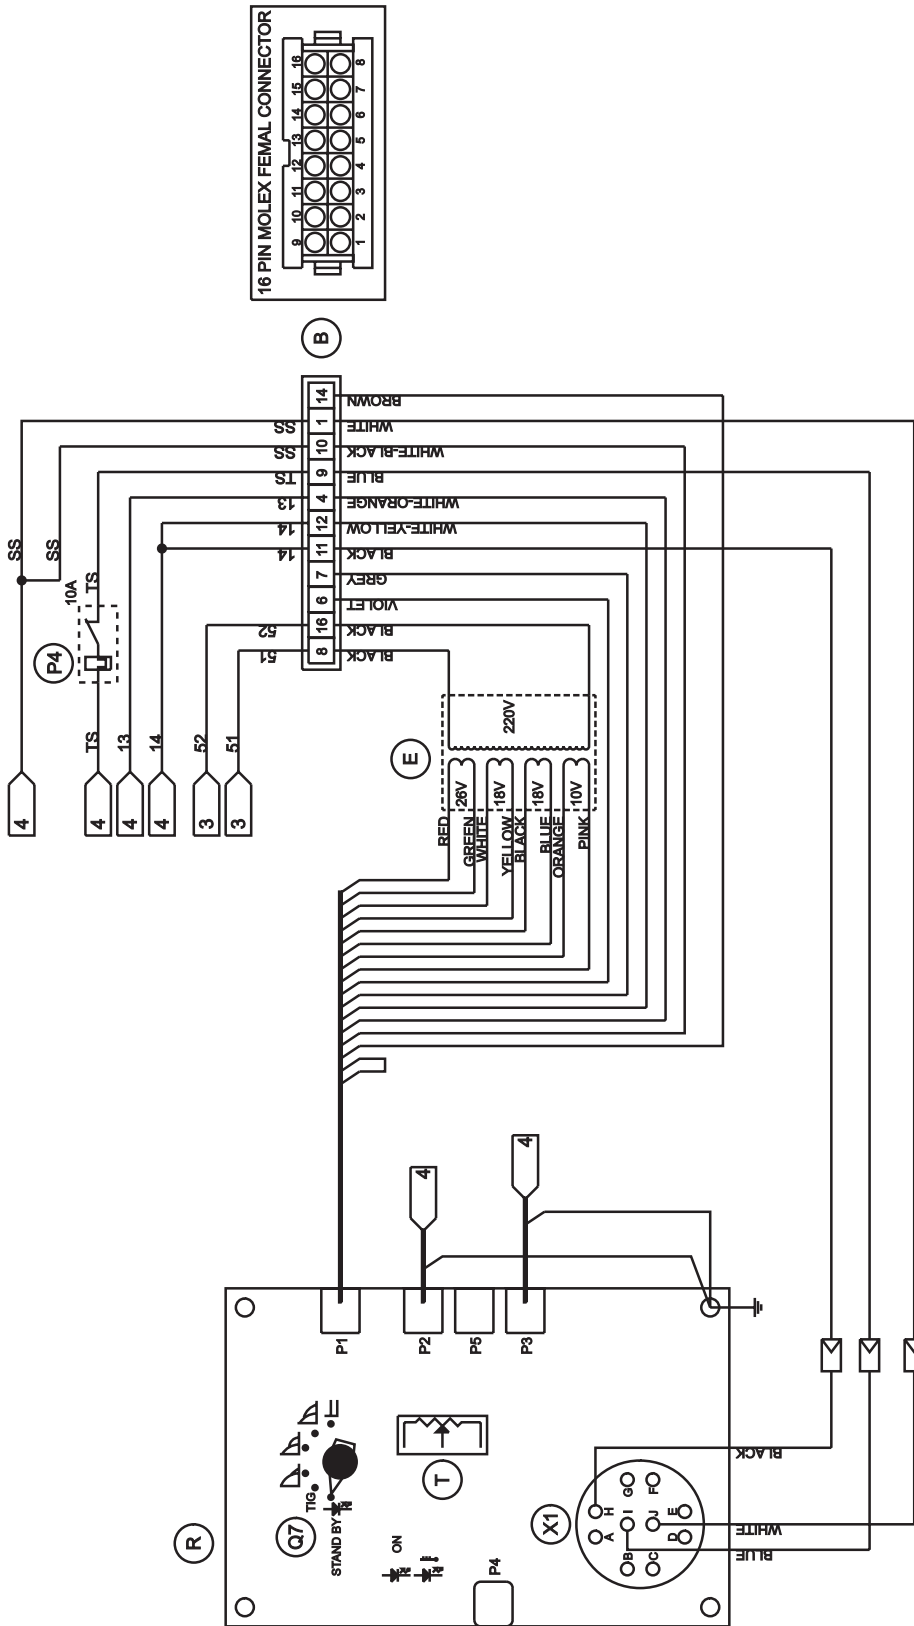 16 PIN MOLEX FEMAL CONNECTOR
16 15 14 13 12 11 10 9
8 7 6 5 4 3 2 1
B
SS
SS
TS
10A
P4
TS
13
14
52
51
4
4
4
4
3
3
SS
SS
TS
13
14
14
52
51
14
1
10
9
4
12
11
7
6
16
8
BROWN
WHITE
WHITE-BLACK
BLUE
WHITE-ORANGE
WHITE-YELLOW
BLACK
GREY
VIOLET
BLACK
BLACK
E
220V
26V
18V
18V
10V
RED
GREEN
WHITE
YELLOW
BLACK
BLUE
ORANGE
PINK
4
4
P1
P2
P5
P3
R
Q7
TIG
STAND BY
ON
T
P4
X1
A
B
C
D
E
F
G
H
I
J
BLACK
WHITE
BLUE